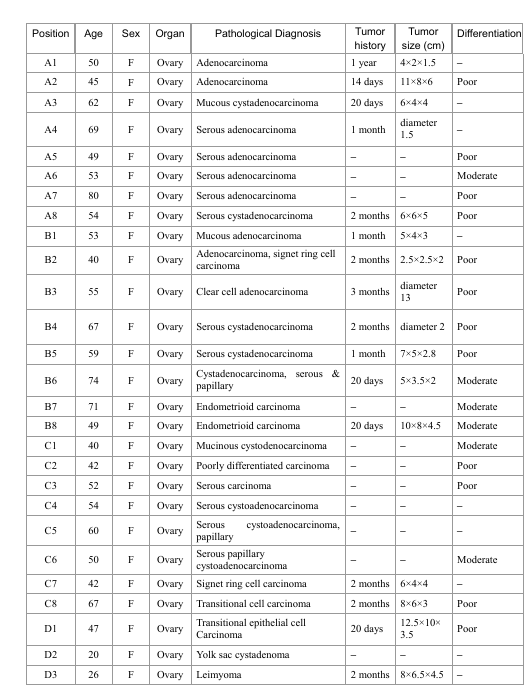 Position Age Sex Organ Pathological Diagnosis Tumor history Tumor size (cm) Differentiation
A1 50 F Ovary Adenocarcinoma 1 year 4×2×1.5 –
A2 45 F Ovary Adenocarcinoma 14 days 11×8×6 Poor
A3 62 F Ovary Mucous cystadenocarcinoma 20 days 6×4×4 –
A4 69 F Ovary Serous adenocarcinoma 1 month diameter 1.5 –
A5 49 F Ovary Serous adenocarcinoma – – Poor
A6 53 F Ovary Serous adenocarcinoma – – Moderate
A7 80 F Ovary Serous adenocarcinoma – – Poor
A8 54 F Ovary Serous cystadenocarcinoma 2 months 6×6×5 Poor
B1 53 F Ovary Mucous adenocarcinoma 1 month 5×4×3 –
B2 40 F Ovary Adenocarcinoma, signet ring cell carcinoma 2 months 2.5×2.5×2 Poor
B3 55 F Ovary Clear cell adenocarcinoma 3 months diameter 13 Poor
B4 67 F Ovary Serous cystadenocarcinoma 2 months diameter 2 Poor
B5 59 F Ovary Serous cystadenocarcinoma 1 month 7×5×2.8 Poor
B6 74 F Ovary Cystadenocarcinoma, serous & papillary 20 days 5×3.5×2 Moderate
B7 71 F Ovary Endometrioid carcinoma – – Moderate
B8 49 F Ovary Endometrioid carcinoma 20 days 10×8×4.5 Moderate
C1 40 F Ovary Mucinous cystodenocarcinoma – – Moderate
C2 42 F Ovary Poorly differentiated carcinoma – – Poor
C3 52 F Ovary Serous carcinoma – – Poor
C4 54 F Ovary Serous cystoadenocarcinoma – – –
C5 60 F Ovary Serous cystoadenocarcinoma, papillary – – –
C6 50 F Ovary Serous papillary cystoadenocarcinoma – – Moderate
C7 42 F Ovary Signet ring cell carcinoma 2 months 6×4×4 –
C8 67 F Ovary Transitional cell carcinoma 2 months 8×6×3 Poor
D1 47 F Ovary Transitional epithelial cell Carcinoma 20 days 12.5×10×3.5 Poor
D2 20 F Ovary Yolk sac cystadenoma – – –
D3 26 F Ovary Leimyoma 2 months 8×6.5×4.5 –